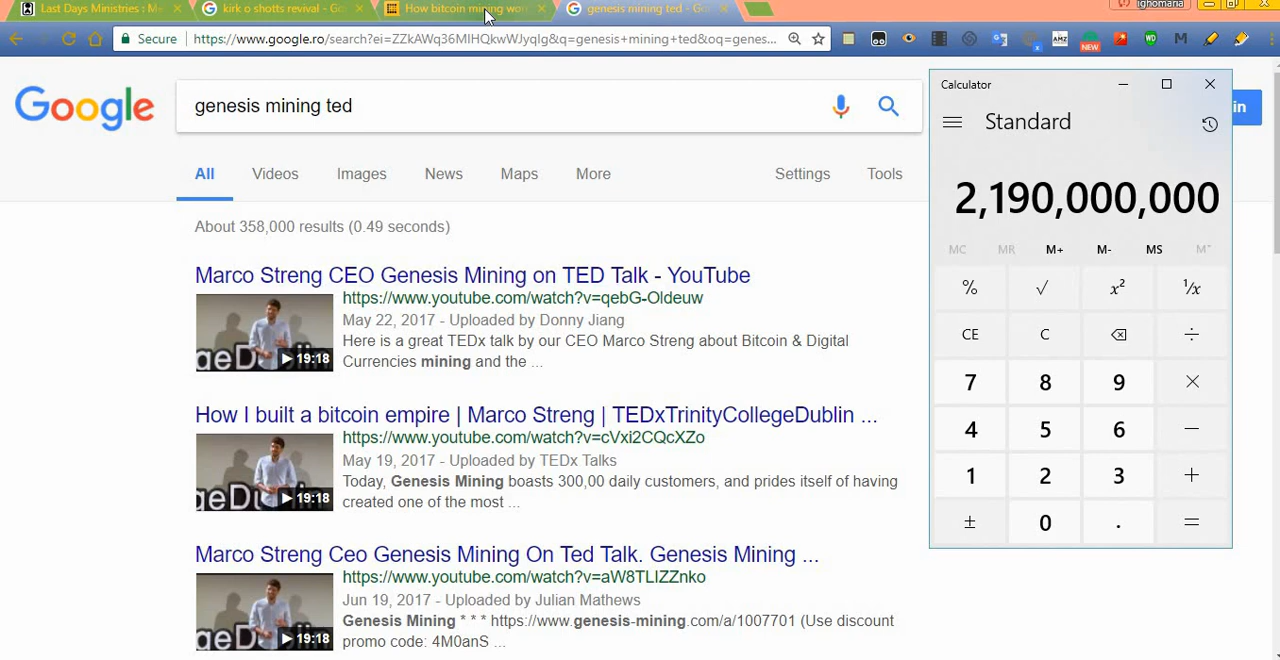 Last Days Ministries : M
kirk o shotts revival - Go
How bitcoin mining wor
genesis mining ted - Go
ighomaria
Secure
https://www.google.ro/search?ei=ZZkAWq36MIHQkwWJyqIg&q=genesis+mining+ted&oq=genes...
AMZ
NEW
WD
M
Google
genesis mining ted
in
All
Videos
Images
News
Maps
More
Settings
Tools
About 358,000 results (0.49 seconds)
Marco Streng CEO Genesis Mining on TED Talk - YouTube
https://www.youtube.com/watch?v=qebG-Oldeuw
May 22, 2017 - Uploaded by Donny Jiang
Here is a great TEDx talk by our CEO Marco Streng about Bitcoin & Digital
Currencies mining and the ...
19:18
How I built a bitcoin empire | Marco Streng | TEDxTrinityCollegeDublin ...
https://www.youtube.com/watch?v=cVxi2CQcXZo
May 19, 2017 - Uploaded by TEDx Talks
Today, Genesis Mining boasts 300,00 daily customers, and prides itself of having
created one of the most ...
19:18
Marco Streng Ceo Genesis Mining On Ted Talk. Genesis Mining ...
https://www.youtube.com/watch?v=aW8TLIZZnko
Jun 19, 2017 - Uploaded by Julian Mathews
Genesis Mining * * * https://www.genesis-mining.com/a/1007701 (Use discount
promo code: 4M0anS ...
19:18
Calculator
Standard
2,190,000,000
MC MR M+ M- MS M˅
% √ x² ¹/x
CE C ÷
7 8 9 ×
4 5 6 −
1 2 3 +
± 0 . =